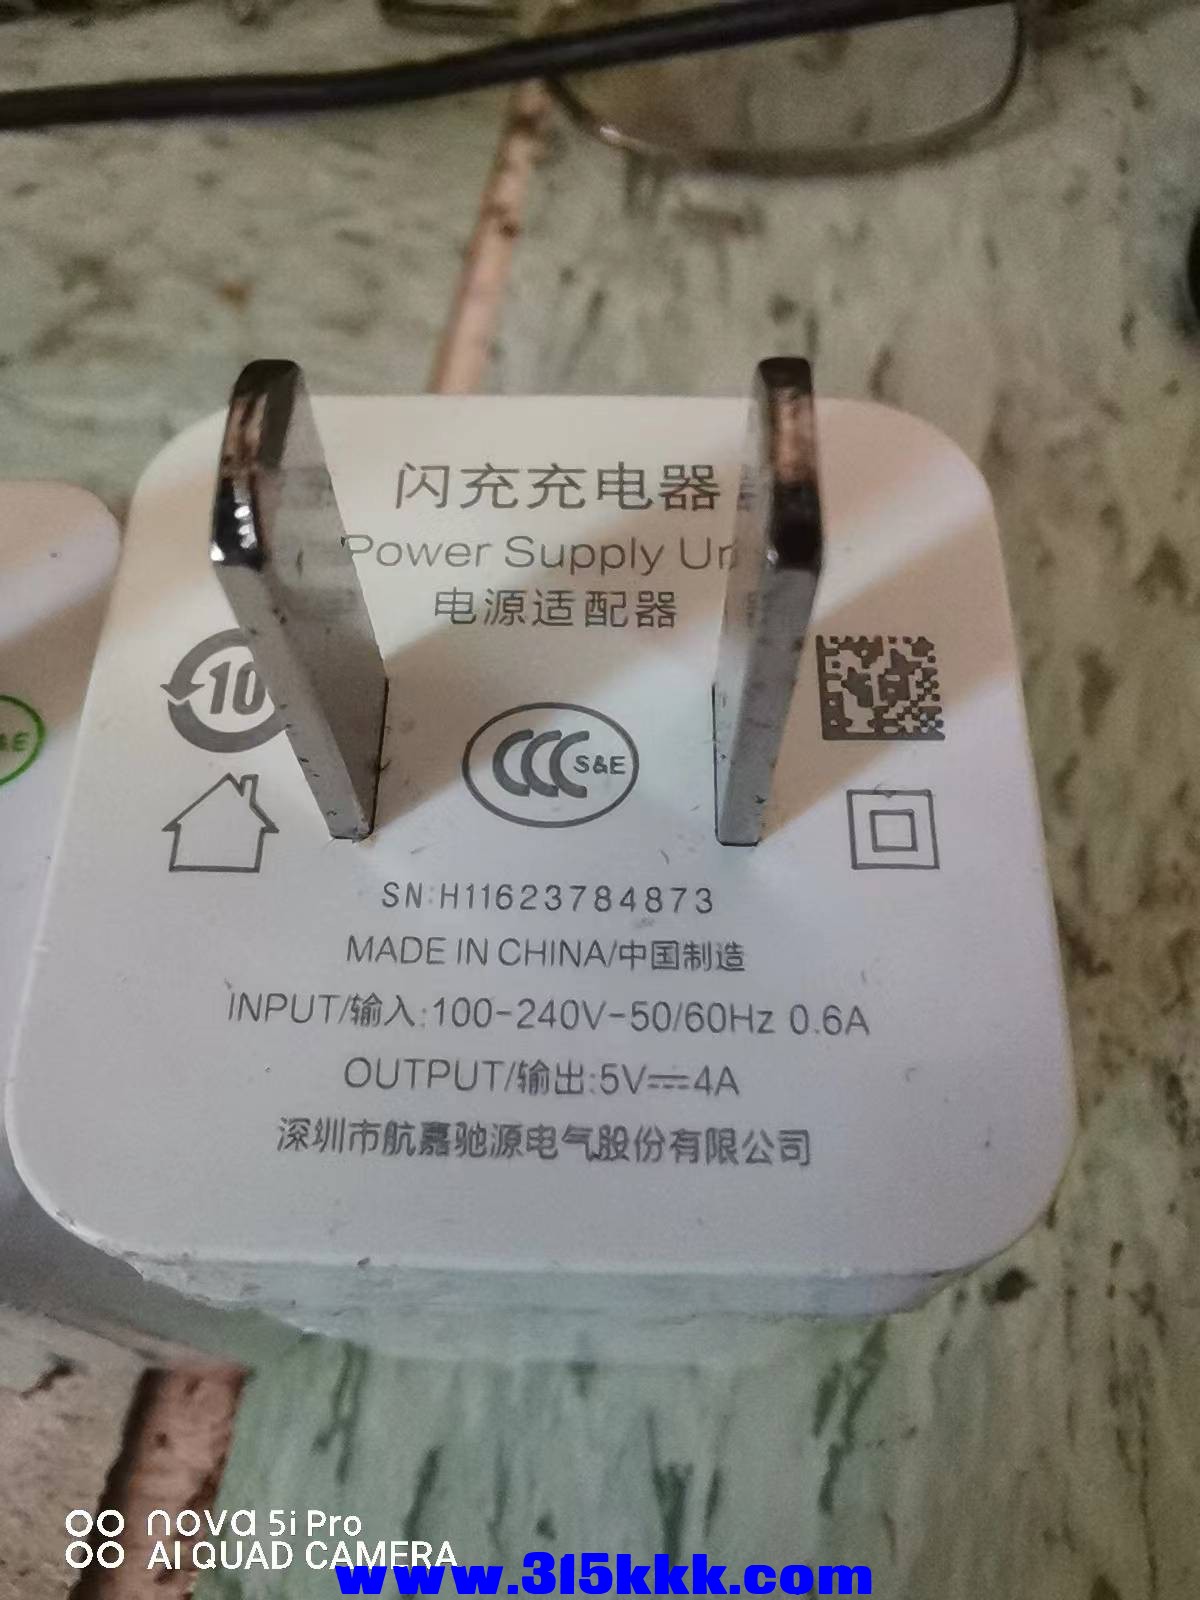 闪充充电器
Power Supply Un
电源适配器
10
CCC S&E
&E
SN:H11623784873
MADE IN CHINA/中国制造
INPUT/输入:100-240V-50/60Hz 0.6A
OUTPUT/输出:5V⎓4A
深圳市航嘉驰源电气股份有限公司
nova 5i Pro
AI QUAD CAMERA
www.315kkk.com